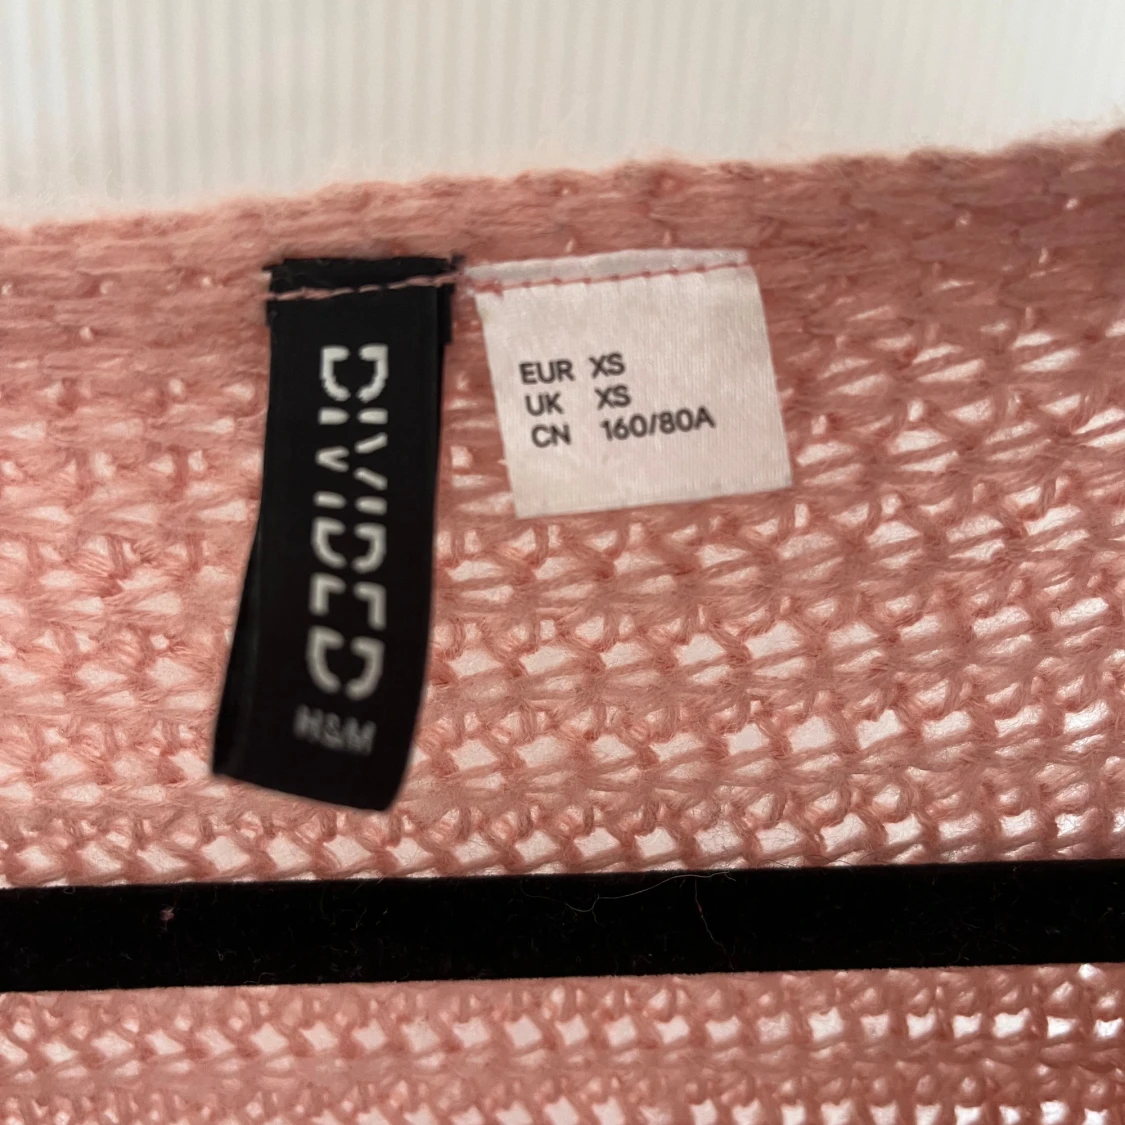 DIVIDED
H&M
EUR XS
UK XS
CN 160/80A